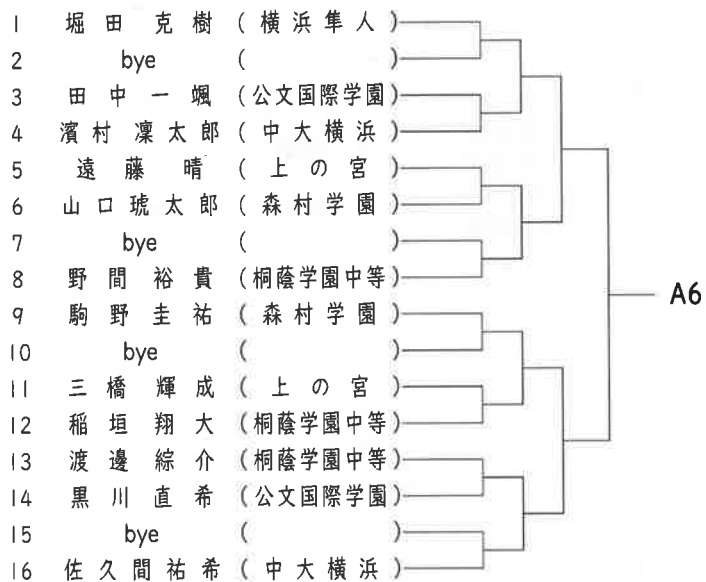 1 堀田 克樹 (横浜隼人)
2 bye ( )
3 田中一颯 (公文国際学園)
4 濱村凜太郎 (中大横浜)
5 遠藤 晴 (上の宮)
6 山口琥太郎 (森村学園)
7 bye ( )
8 野間裕貴 (桐蔭学園中等)
9 駒野圭祐 (森村学園)
10 bye ( )
11 三橋輝成 (上の宮)
12 稲垣翔大 (桐蔭学園中等)
13 渡邊綜介 (桐蔭学園中等)
14 黒川直希 (公文国際学園)
15 bye ( )
16 佐久間祐希 (中大横浜)
A6